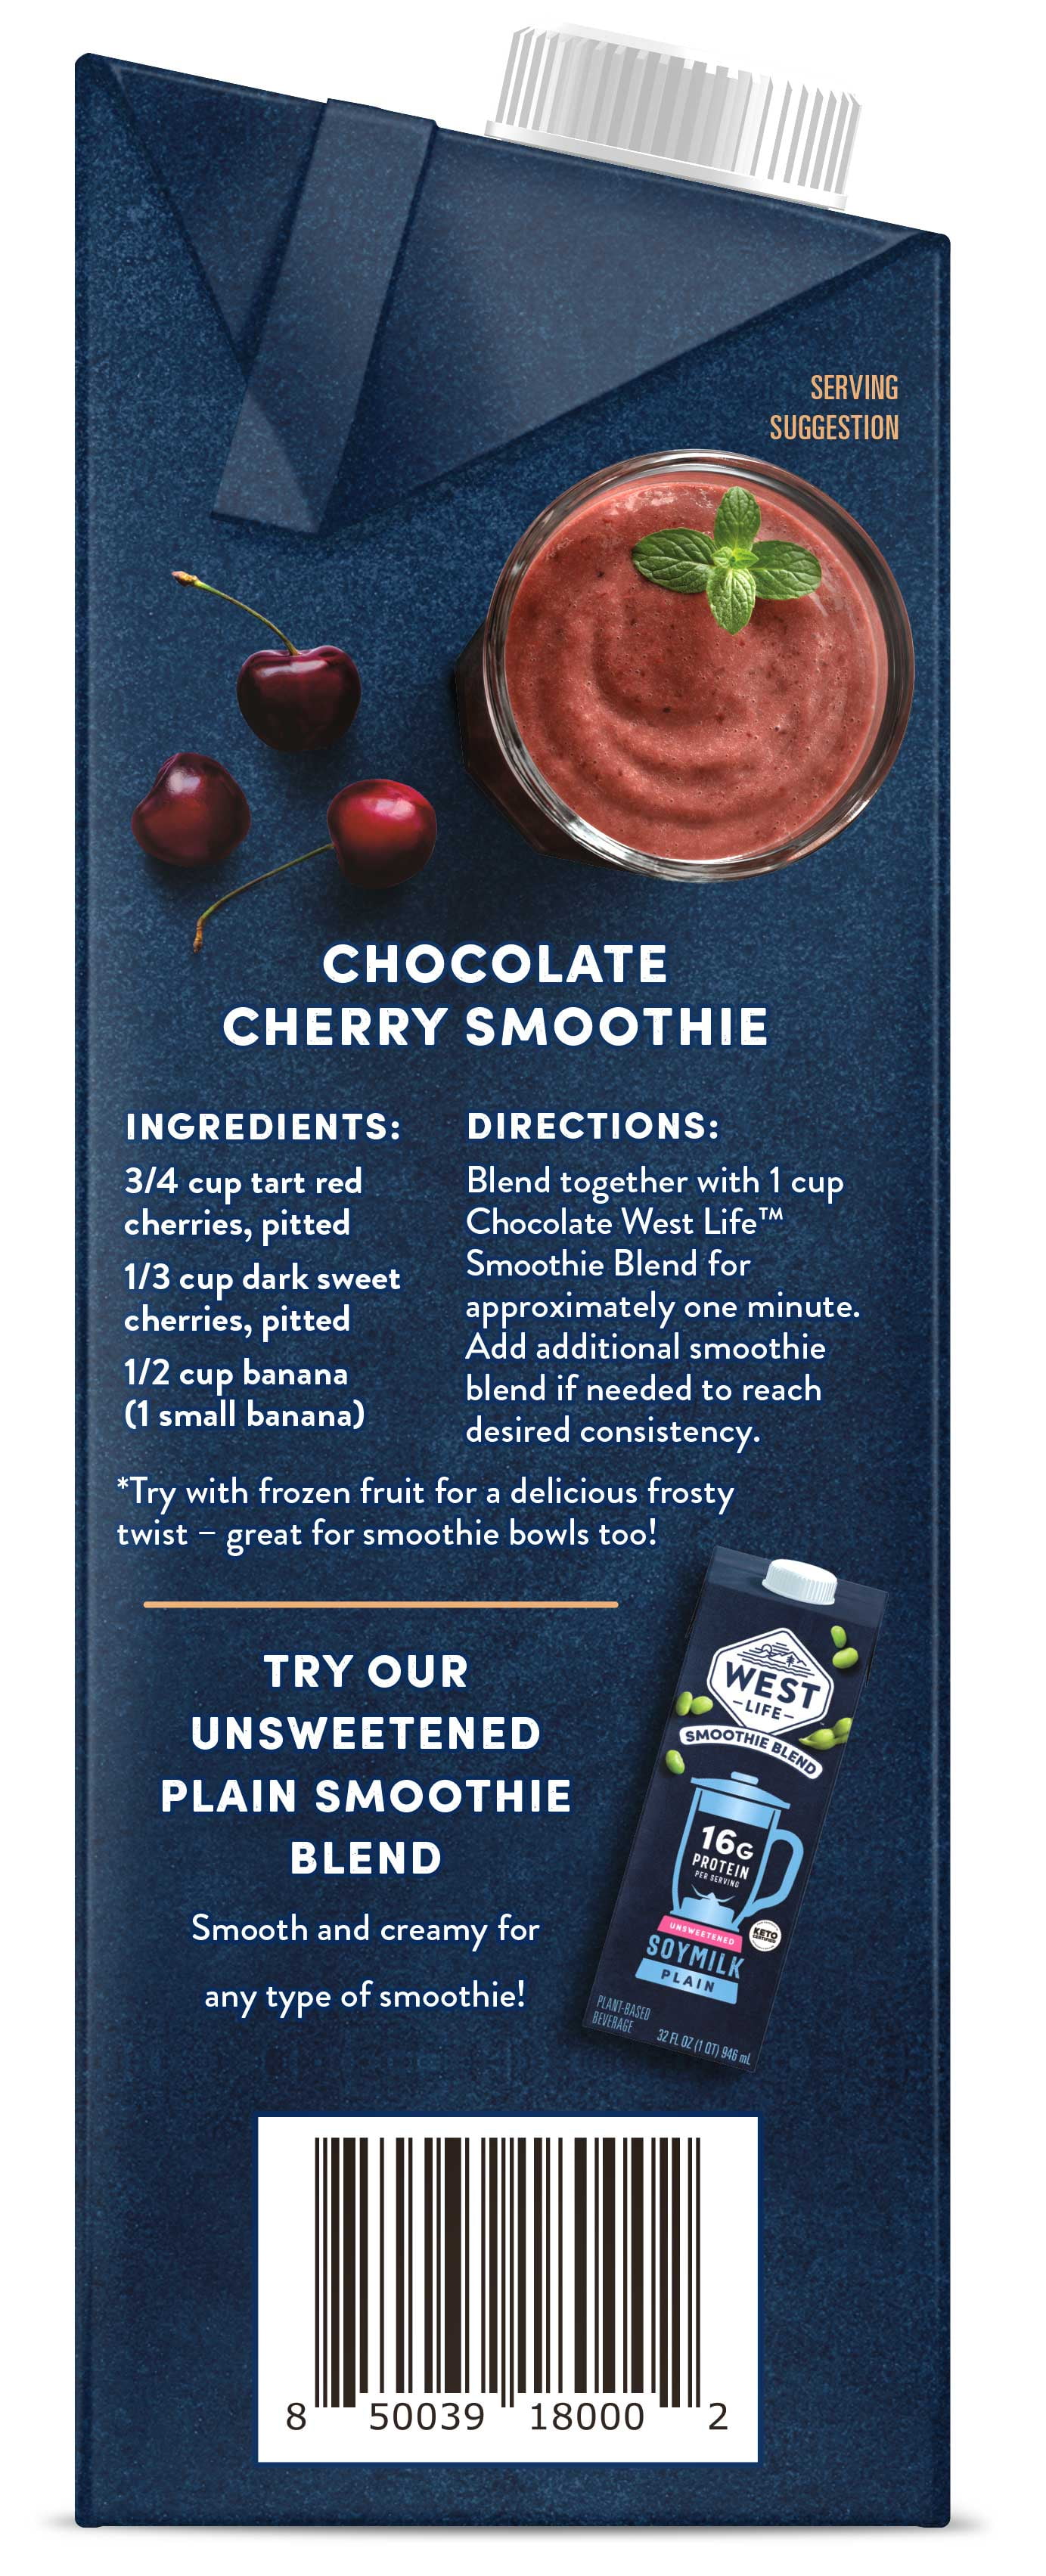 SERVING
SUGGESTION
CHOCOLATE
CHERRY SMOOTHIE
INGREDIENTS:
3/4 cup tart red
cherries, pitted
1/3 cup dark sweet
cherries, pitted
1/2 cup banana
(1 small banana)
DIRECTIONS:
Blend together with 1 cup
Chocolate West Life™
Smoothie Blend for
approximately one minute.
Add additional smoothie
blend if needed to reach
desired consistency.
*Try with frozen fruit for a delicious frosty
twist – great for smoothie bowls too!
TRY OUR
UNSWEETENED
PLAIN SMOOTHIE
BLEND
Smooth and creamy for
any type of smoothie!
WEST
LIFE
SMOOTHIE BLEND
16G
PROTEIN
PER SERVING
UNSWEETENED
KETO
CERTIFIED
SOYMILK
PLAIN
PLANT-BASED
BEVERAGE
32 FL OZ (1 QT) 946 mL
8 50039 18000 2